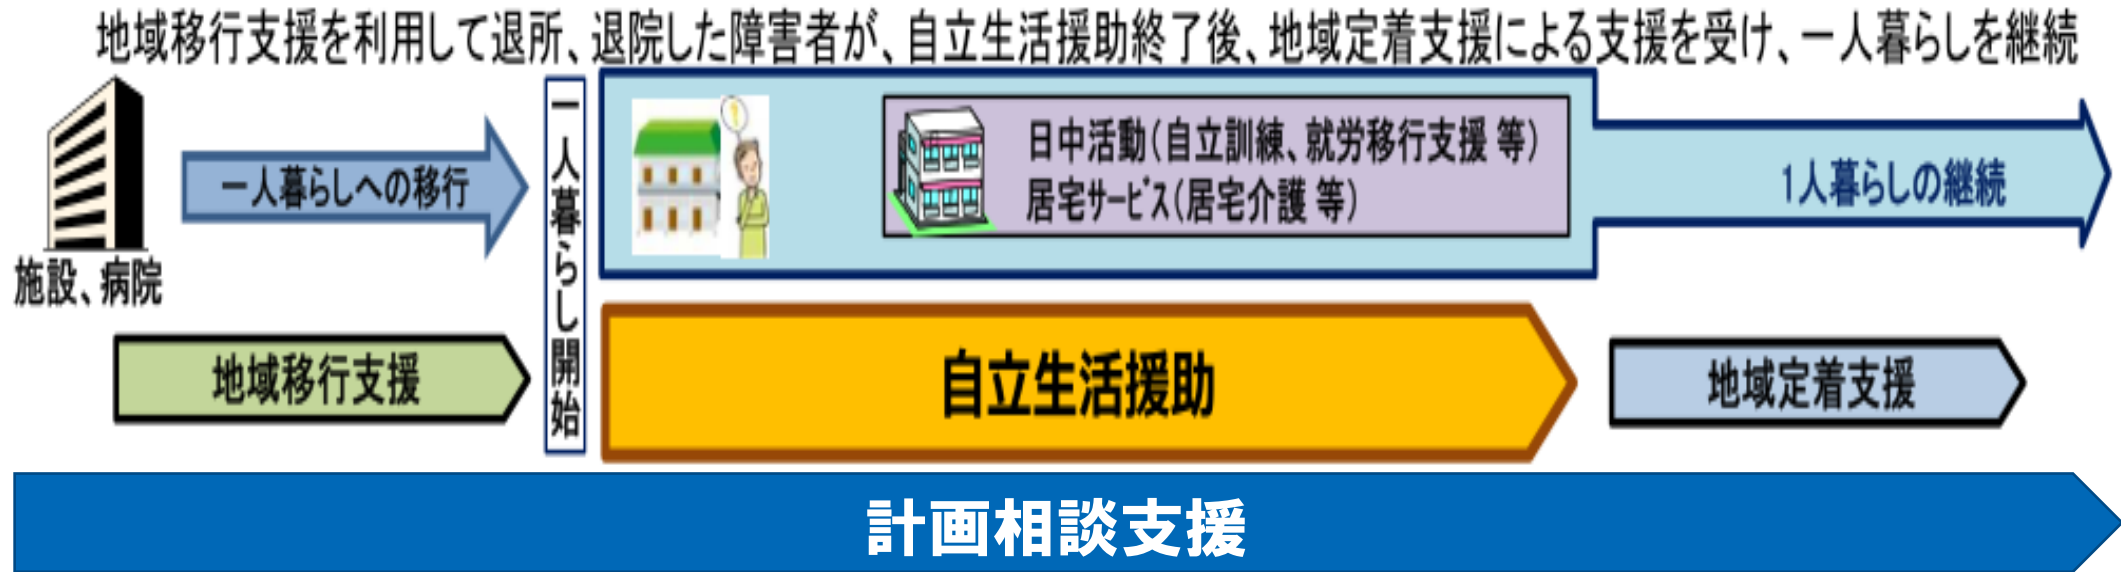 地域移行支援を利用して退所、退院した障害者が、自立生活援助終了後、地域定着支援による支援を受け、一人暮らしを継続
施設、病院
一人暮らしへの移行
一人暮らし開始
日中活動(自立訓練、就労移行支援 等)
居宅サービス(居宅介護 等)
1人暮らしの継続
地域移行支援
自立生活援助
地域定着支援
計画相談支援